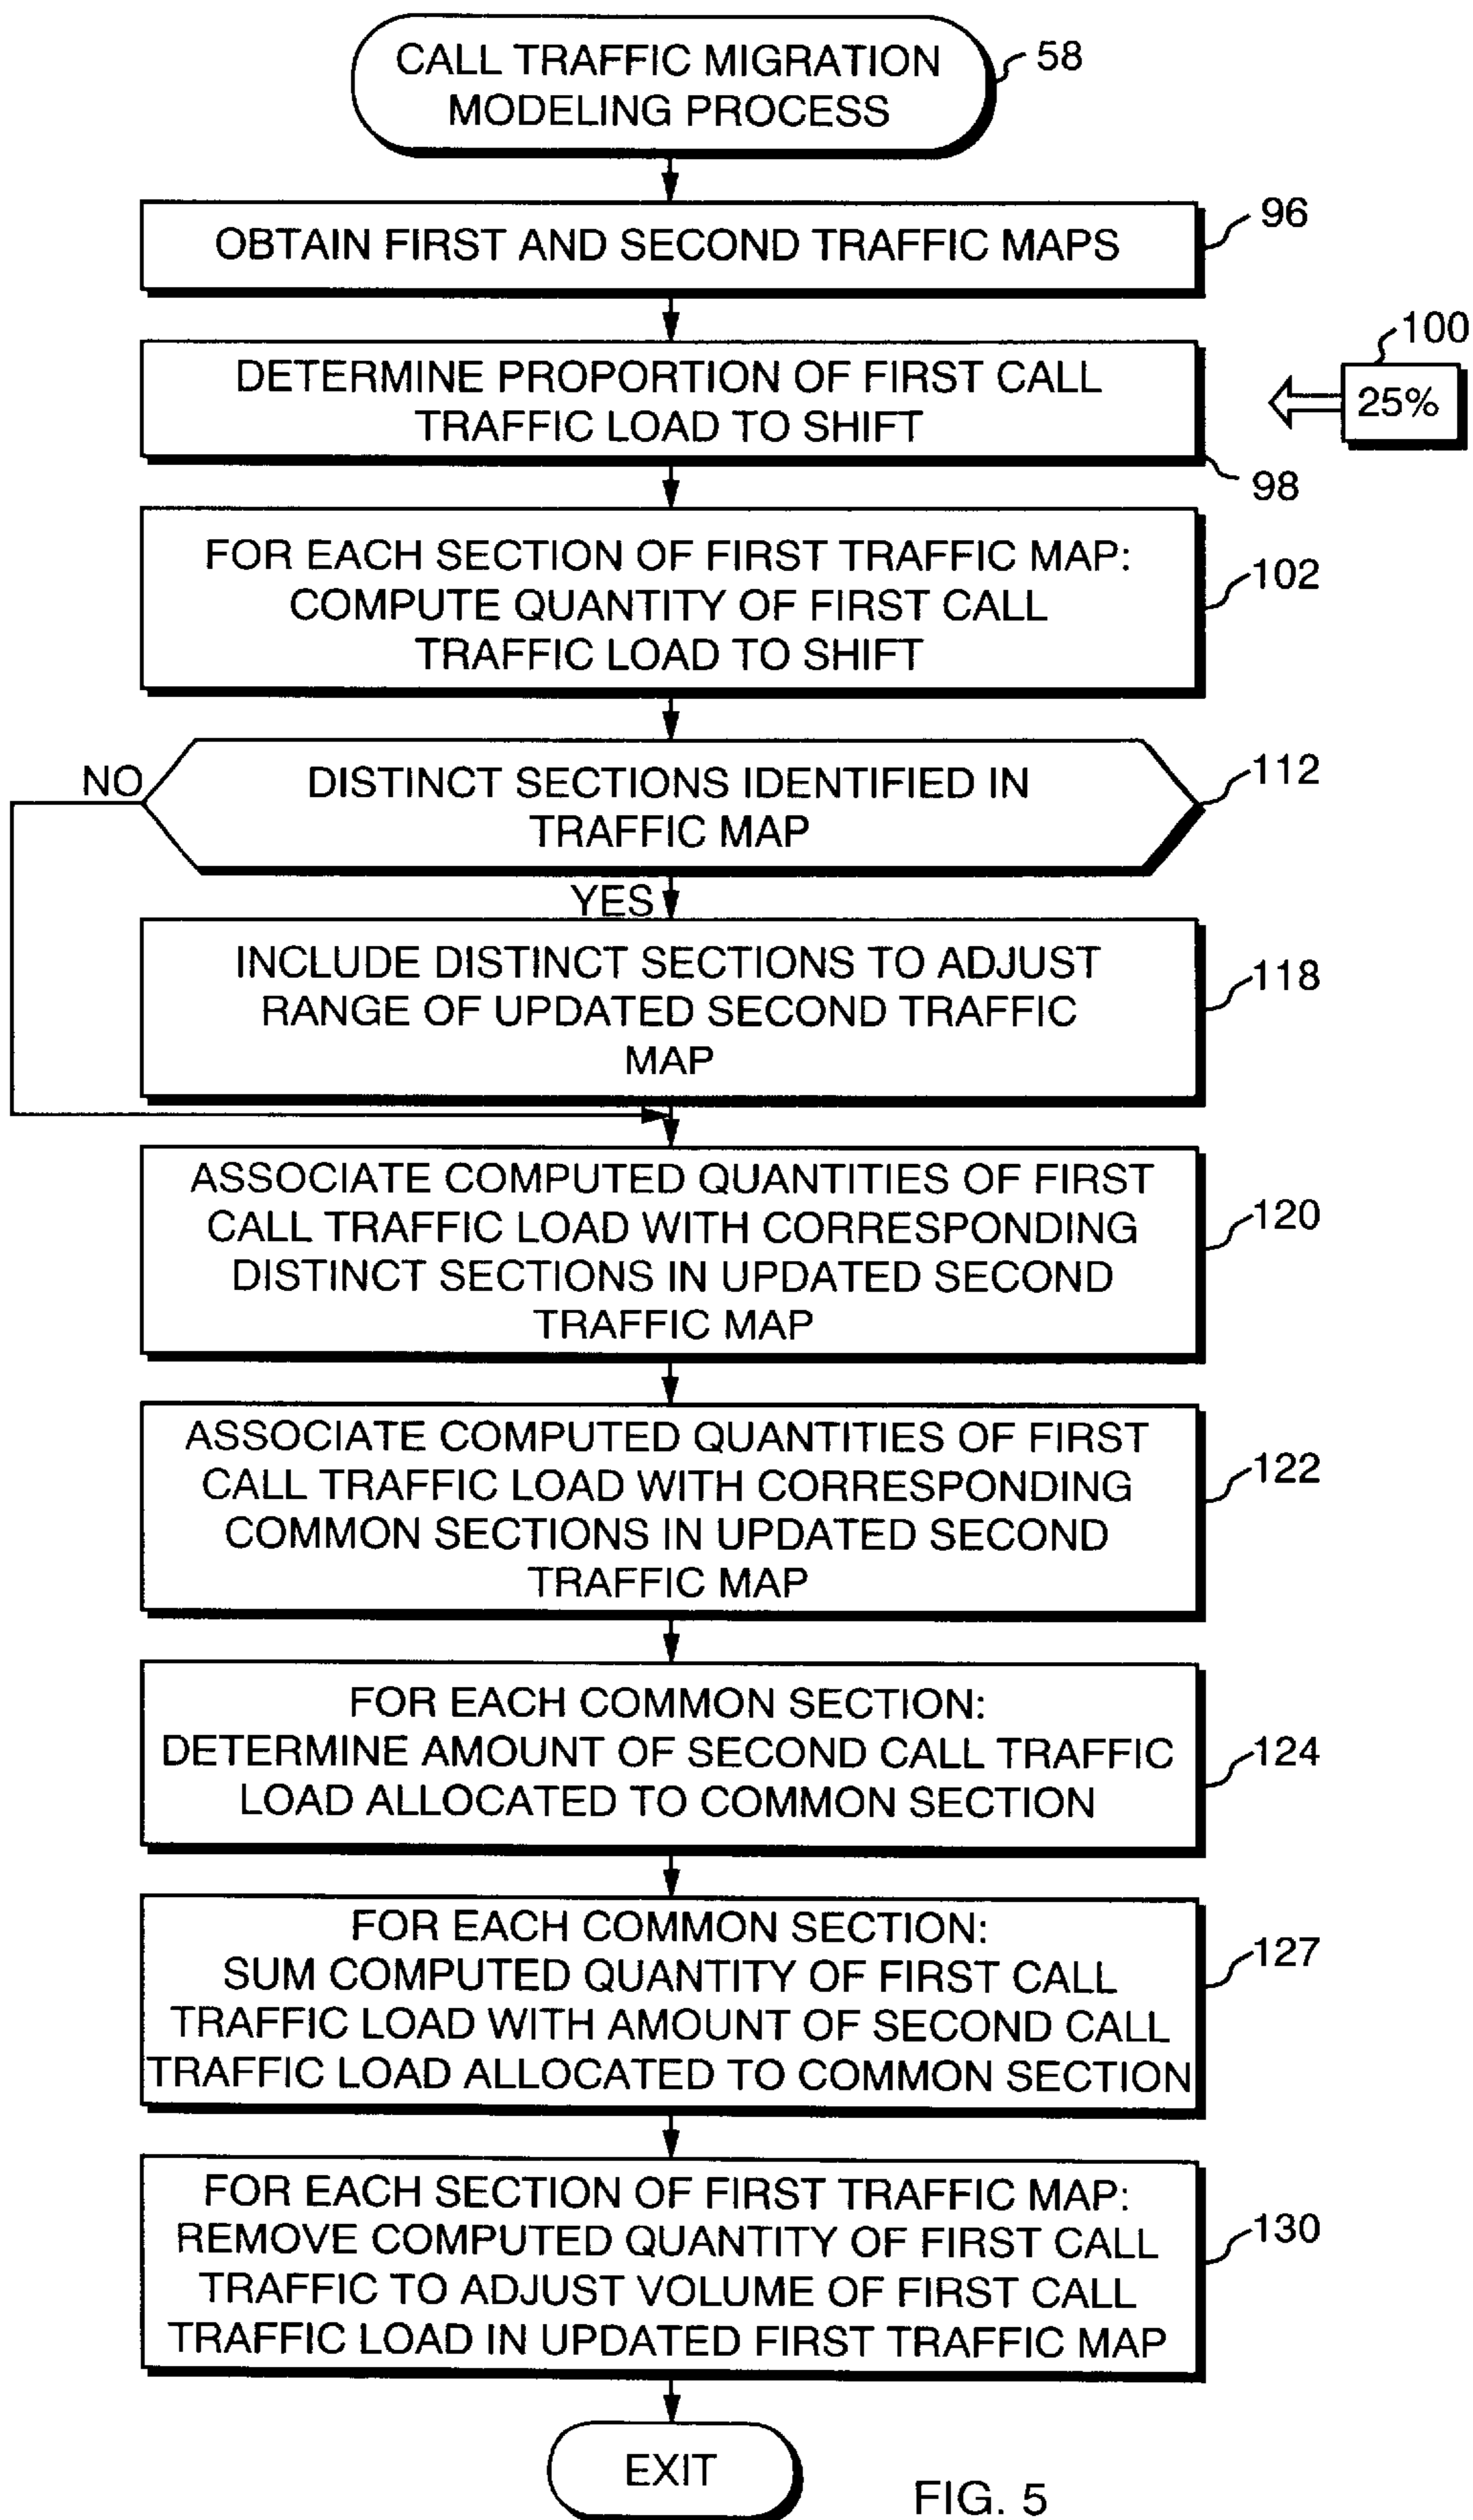 CALL TRAFFIC MIGRATION
MODELING PROCESS
58
OBTAIN FIRST AND SECOND TRAFFIC MAPS
96
DETERMINE PROPORTION OF FIRST CALL
TRAFFIC LOAD TO SHIFT
100
25%
98
FOR EACH SECTION OF FIRST TRAFFIC MAP:
COMPUTE QUANTITY OF FIRST CALL
TRAFFIC LOAD TO SHIFT
102
NO
DISTINCT SECTIONS IDENTIFIED IN
TRAFFIC MAP
112
YES
INCLUDE DISTINCT SECTIONS TO ADJUST
RANGE OF UPDATED SECOND TRAFFIC
MAP
118
ASSOCIATE COMPUTED QUANTITIES OF FIRST
CALL TRAFFIC LOAD WITH CORRESPONDING
DISTINCT SECTIONS IN UPDATED SECOND
TRAFFIC MAP
120
ASSOCIATE COMPUTED QUANTITIES OF FIRST
CALL TRAFFIC LOAD WITH CORRESPONDING
COMMON SECTIONS IN UPDATED SECOND
TRAFFIC MAP
122
FOR EACH COMMON SECTION:
DETERMINE AMOUNT OF SECOND CALL TRAFFIC
LOAD ALLOCATED TO COMMON SECTION
124
FOR EACH COMMON SECTION:
SUM COMPUTED QUANTITY OF FIRST CALL
TRAFFIC LOAD WITH AMOUNT OF SECOND CALL
TRAFFIC LOAD ALLOCATED TO COMMON SECTION
127
FOR EACH SECTION OF FIRST TRAFFIC MAP:
REMOVE COMPUTED QUANTITY OF FIRST CALL
TRAFFIC TO ADJUST VOLUME OF FIRST CALL
TRAFFIC LOAD IN UPDATED FIRST TRAFFIC MAP
130
EXIT
FIG. 5